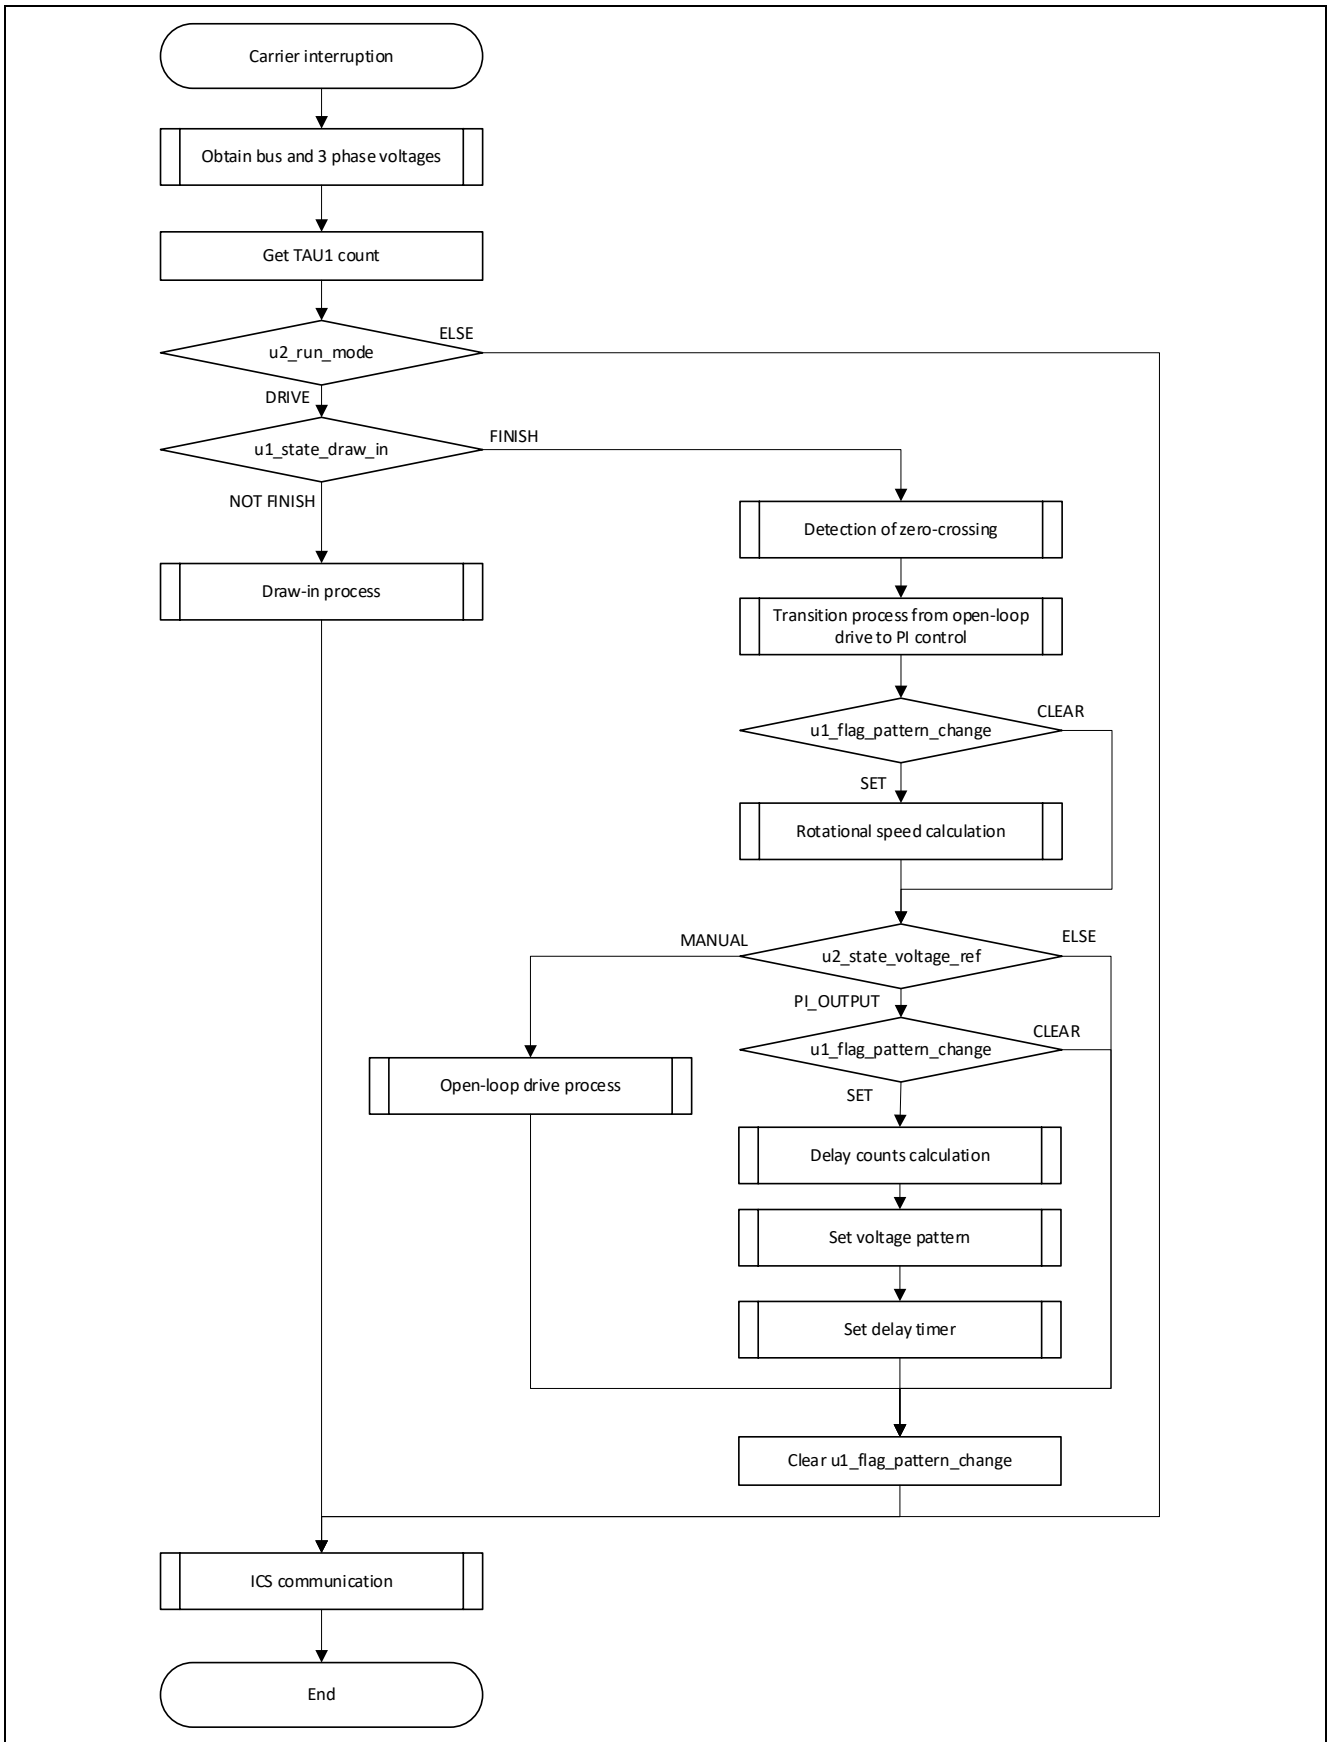 Carrier interruption
Obtain bus and 3 phase voltages
Get TAU1 count
ELSE
u2_run_mode
DRIVE
u1_state_draw_in
FINISH
NOT FINISH
Draw-in process
Detection of zero-crossing
Transition process from open-loop
drive to PI control
CLEAR
u1_flag_pattern_change
SET
Rotational speed calculation
MANUAL
ELSE
u2_state_voltage_ref
PI_OUTPUT
CLEAR
u1_flag_pattern_change
Open-loop drive process
SET
Delay counts calculation
Set voltage pattern
Set delay timer
Clear u1_flag_pattern_change
ICS communication
End